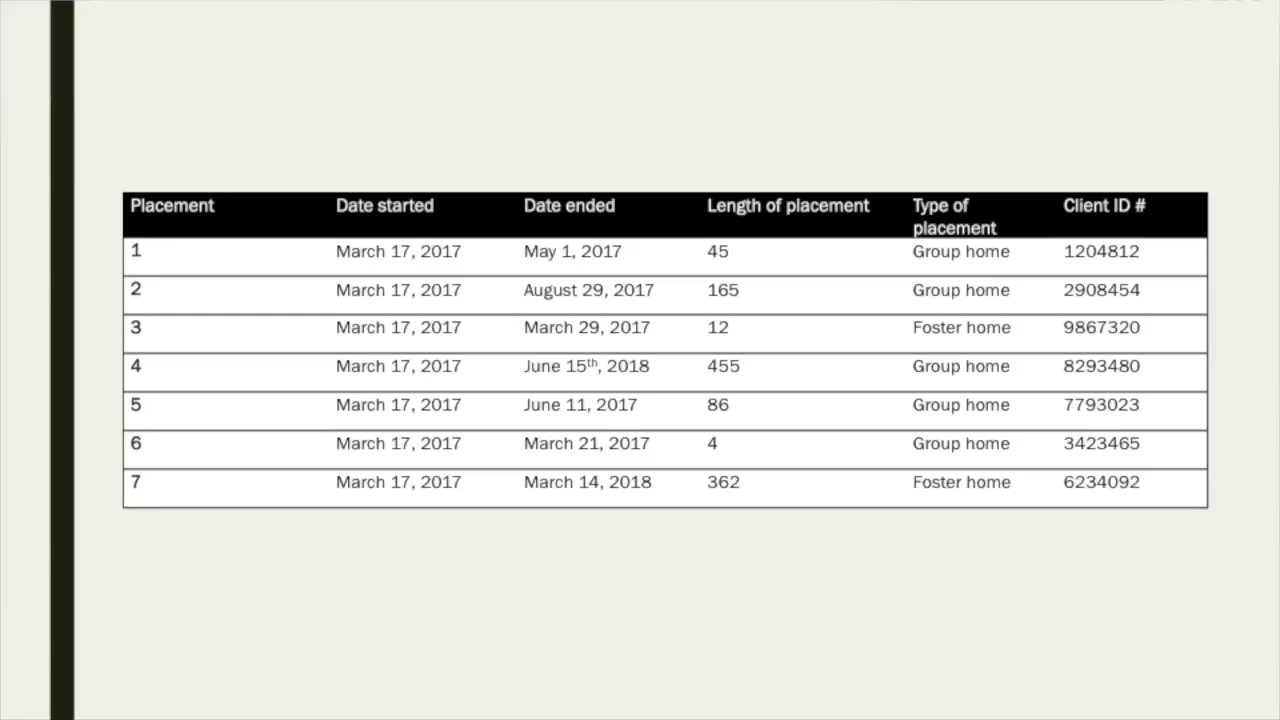 Placement Date started Date ended Length of placement Type of placement Client ID #
1 March 17, 2017 May 1, 2017 45 Group home 1204812
2 March 17, 2017 August 29, 2017 165 Group home 2908454
3 March 17, 2017 March 29, 2017 12 Foster home 9867320
4 March 17, 2017 June 15th, 2018 455 Group home 8293480
5 March 17, 2017 June 11, 2017 86 Group home 7793023
6 March 17, 2017 March 21, 2017 4 Group home 3423465
7 March 17, 2017 March 14, 2018 362 Foster home 6234092